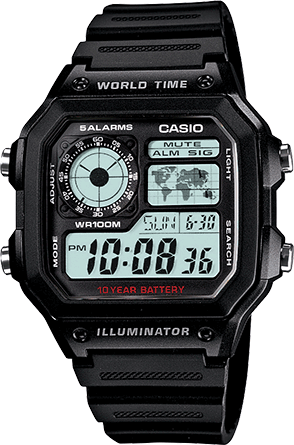 WORLD TIME
5 ALARMS CASIO
MUTE
ALM SIG
ADJUST
LIGHT
WR100M
SUN 6-30
MODE
SEARCH
PM 10:08 36
10 YEAR BATTERY
ILLUMINATOR